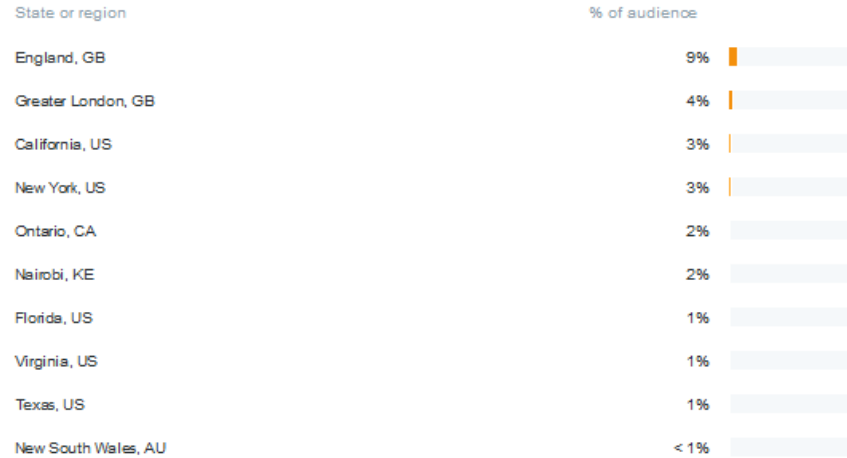 State or region % of audience
England, GB 9%
Greater London, GB 4%
California, US 3%
New York, US 3%
Ontario, CA 2%
Nairobi, KE 2%
Florida, US 1%
Virginia, US 1%
Texas, US 1%
New South Wales, AU < 1%